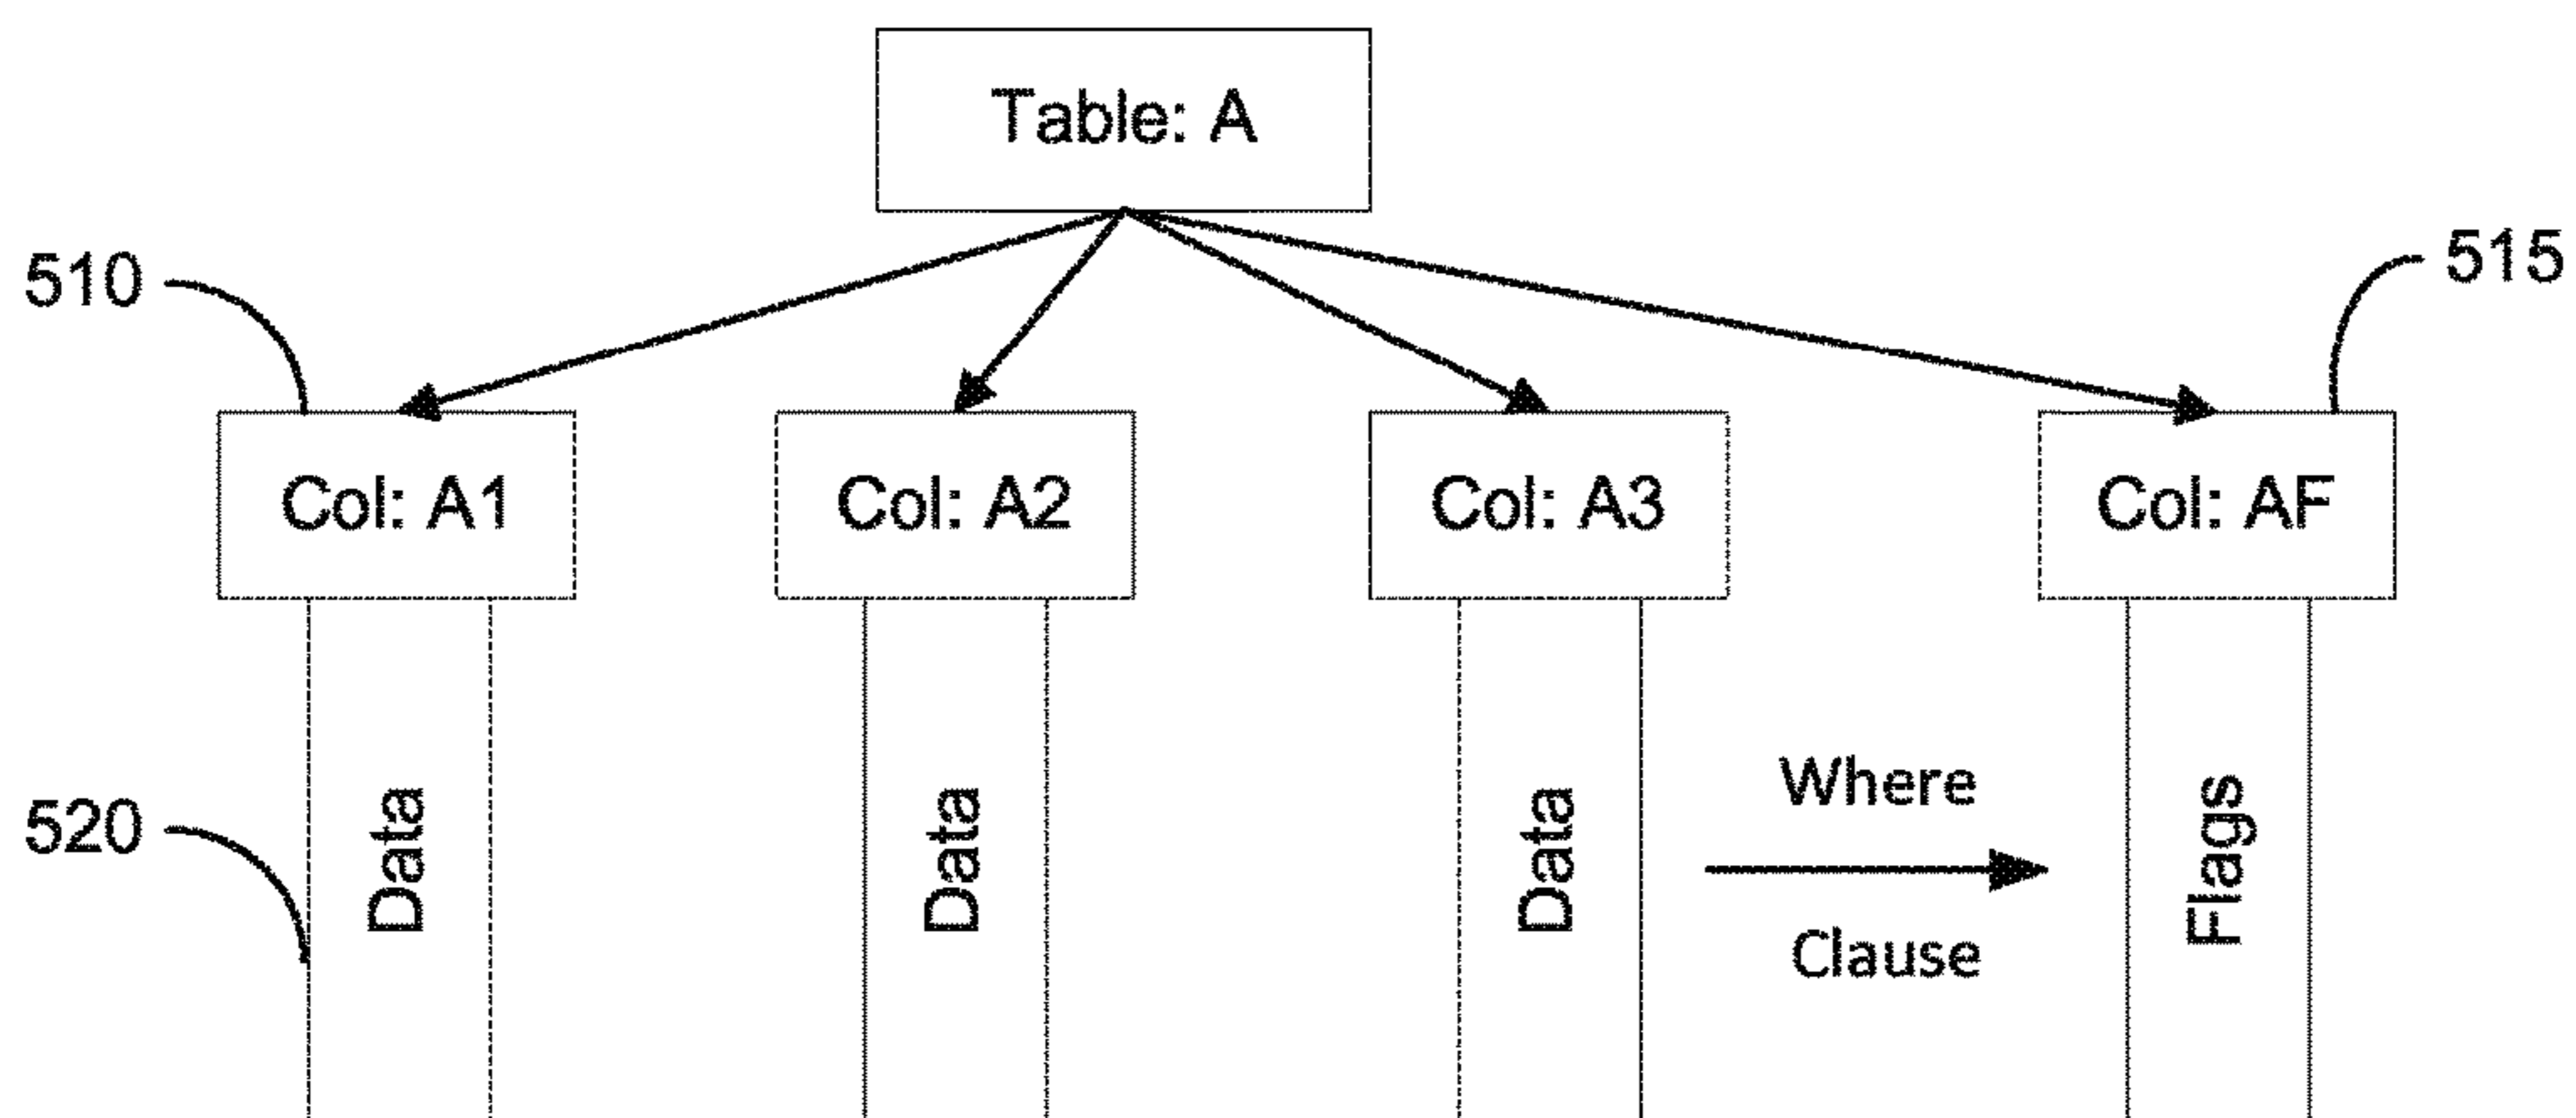 Table: A
510
515
Col: A1
Col: A2
Col: A3
Col: AF
520
Data
Data
Data
Where
Clause
Flags